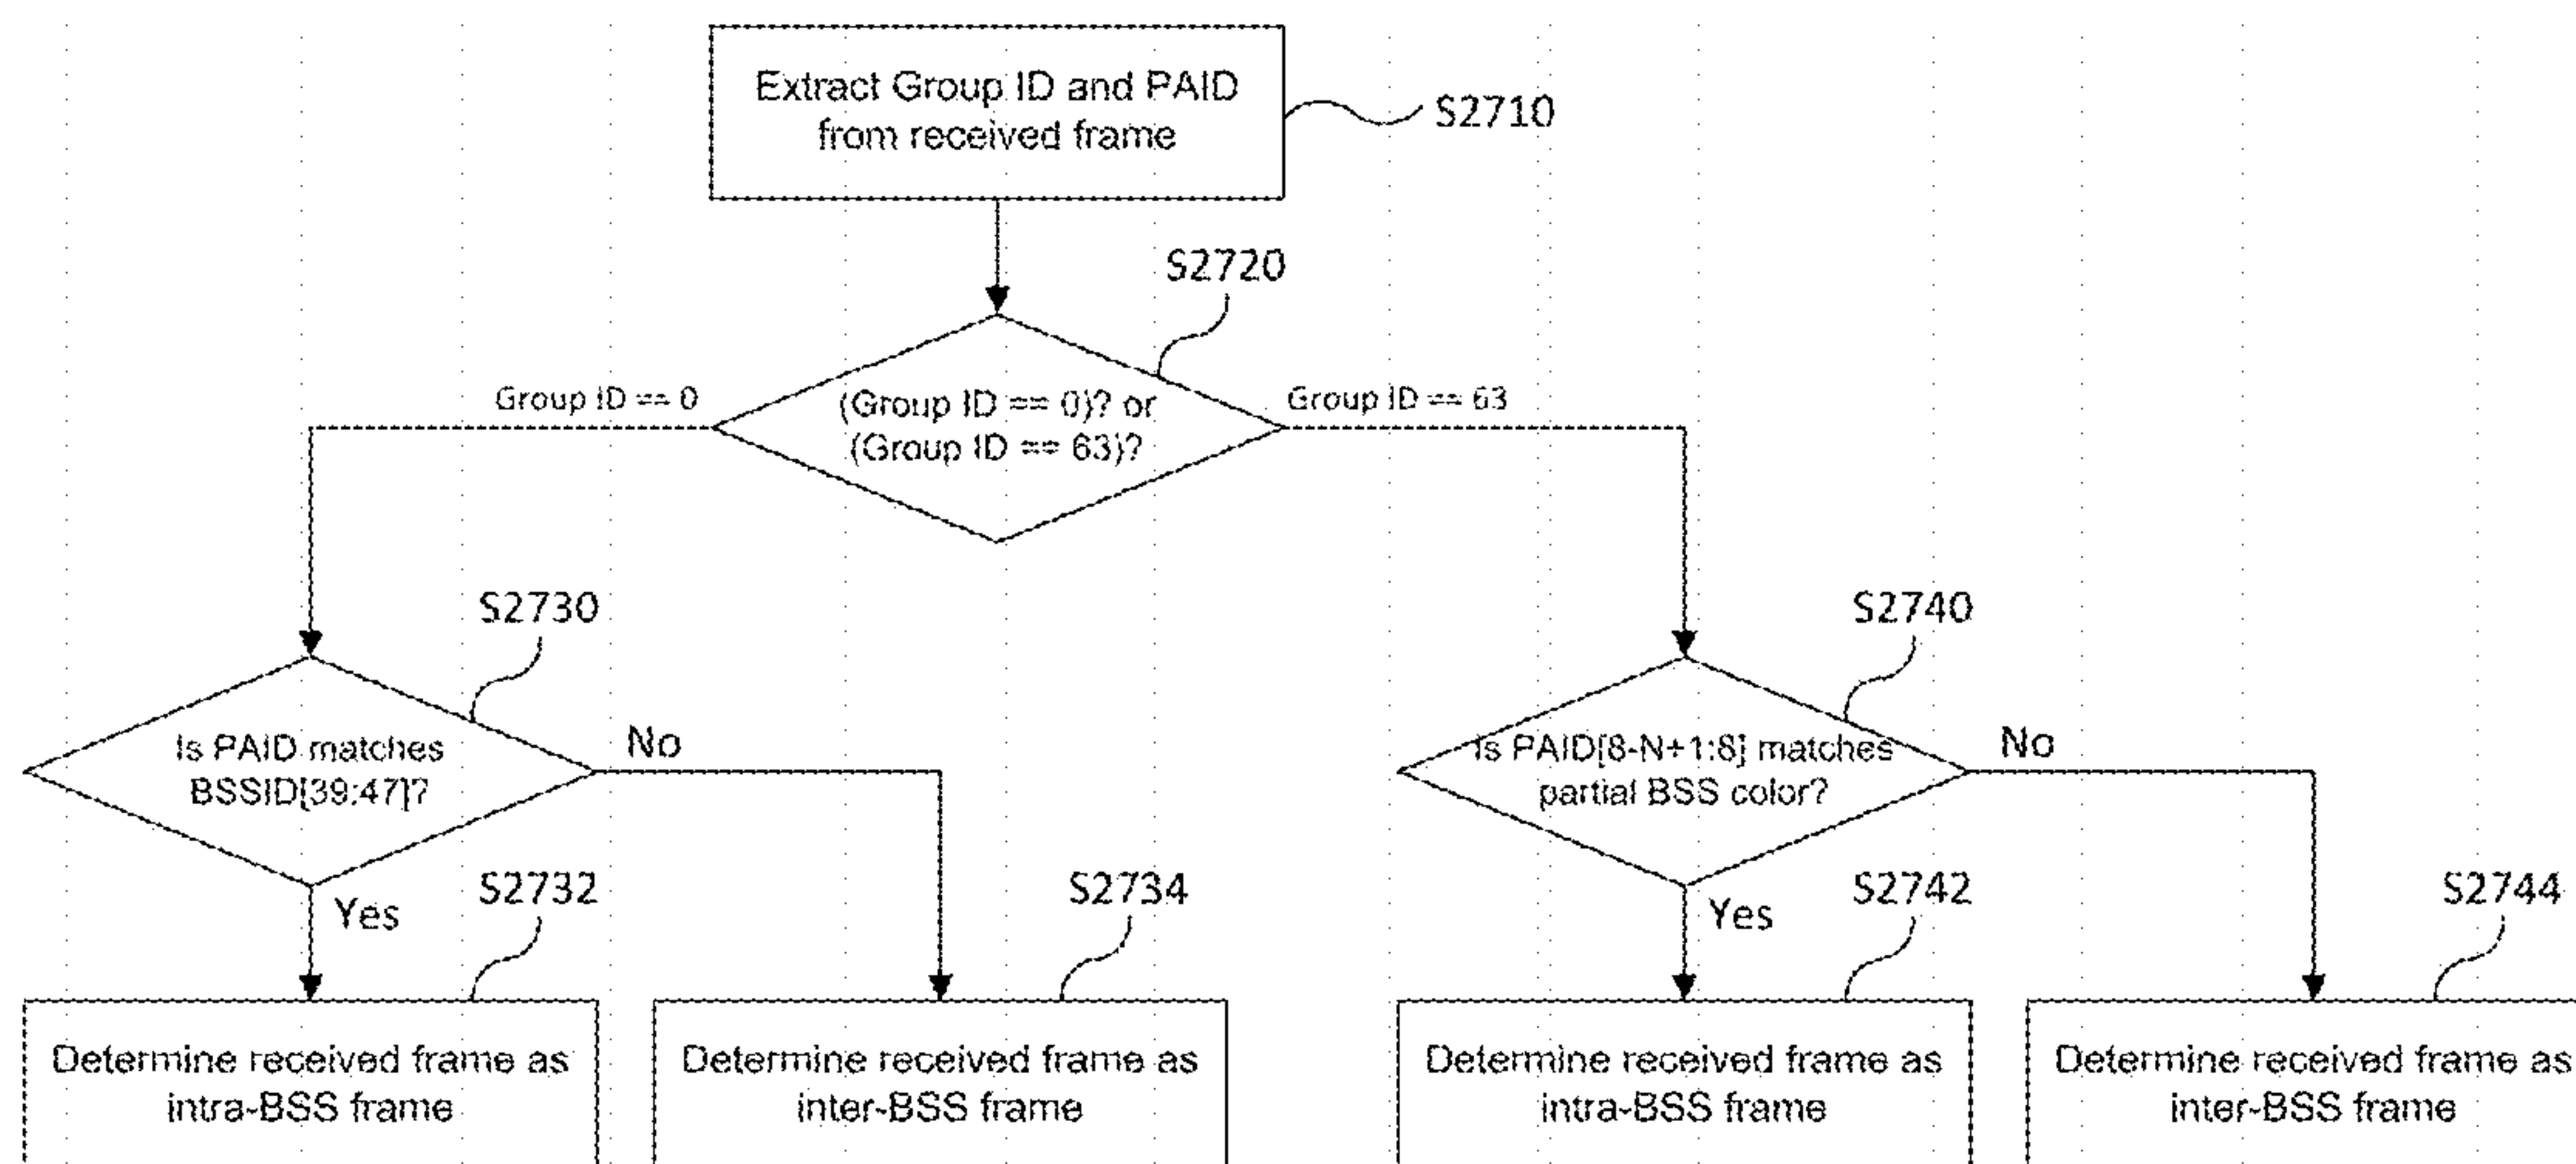 Extract Group ID and PAID
from received frame
S2710
S2720
Group ID == 0
(Group ID == 0)? or
(Group ID == 63)?
Group ID == 63
S2730
S2740
Is PAID matches
BSSID[39:47]?
No
Is PAID[8-N+1:8] matches
partial BSS color?
No
Yes
S2732
S2734
Yes
S2742
S2744
Determine received frame as
intra-BSS frame
Determine received frame as
inter-BSS frame
Determine received frame as
intra-BSS frame
Determine received frame as
inter-BSS frame